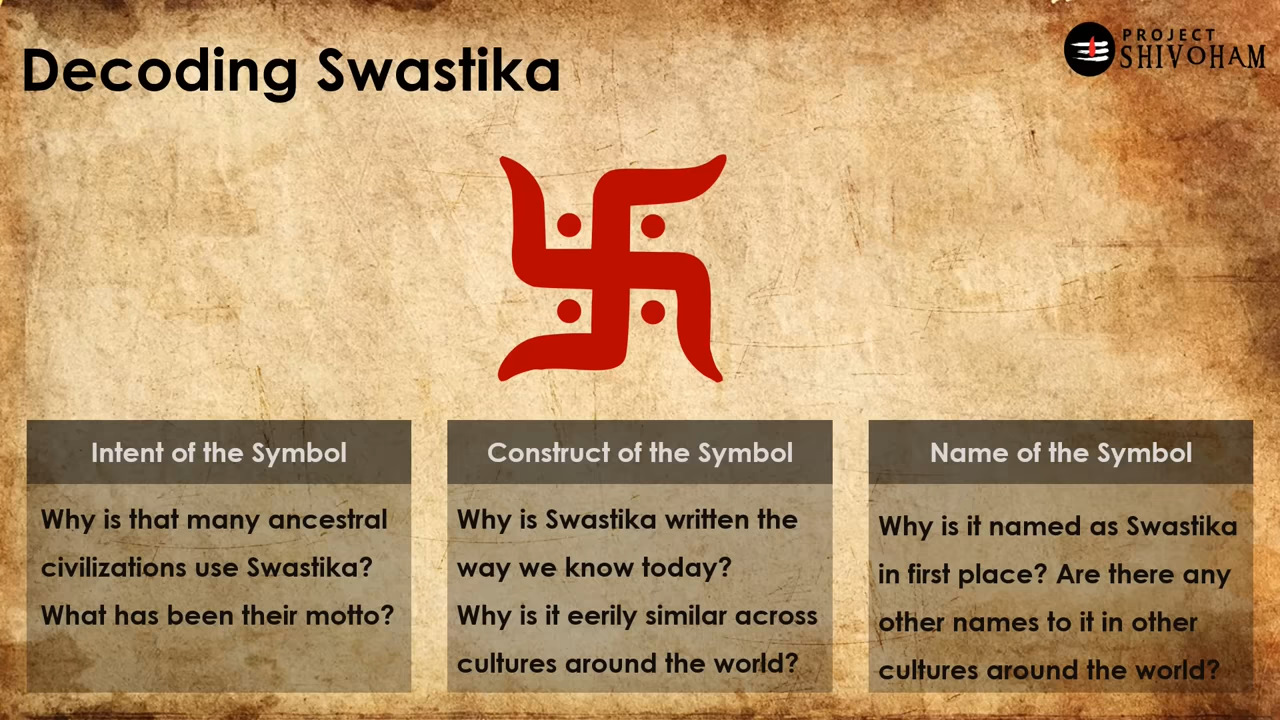 Decoding Swastika
PROJECT
SHIVOHAM
Intent of the Symbol
Why is that many ancestral
civilizations use Swastika?
What has been their motto?
Construct of the Symbol
Why is Swastika written the
way we know today?
Why is it eerily similar across
cultures around the world?
Name of the Symbol
Why is it named as Swastika
in first place? Are there any
other names to it in other
cultures around the world?